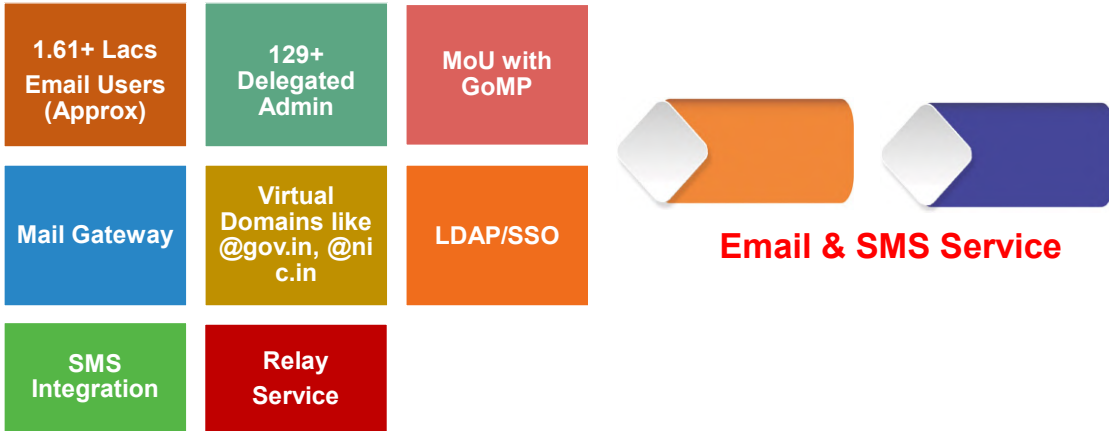 1.61+ Lacs
Email Users
(Approx)
129+
Delegated
Admin
MoU with
GoMP
Mail Gateway
Virtual
Domains like
@gov.in, @ni
c.in
LDAP/SSO
SMS
Integration
Relay
Service
Email & SMS Service